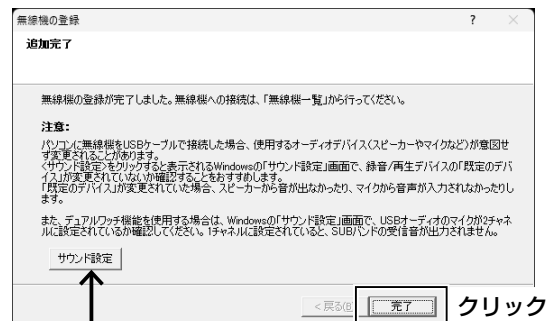 無線機の登録
?
追加完了
無線機の登録が完了しました。無線機への接続は、「無線機一覧」から行ってください。
注意:
パソコンに無線機をUSBケーブルで接続した場合、使用するオーディオデバイス(スピーカーやマイクなど)が意図せ
ず変更されることがあります。
<サウンド設定>をクリックすると表示されるWindowsの「サウンド設定」画面で、録音/再生デバイスの「既定のデバ
イス」が変更されていないか確認することをおすすめします。
「既定のデバイス」が変更されていた場合、スピーカーから音が出なかったり、マイクから音声が入力されなかったりし
ます。
また、デュアルワッチ機能を使用する場合は、Windowsの「サウンド設定」画面で、USBオーディオのマイクが2チャネ
ルに設定されているか確認してください。1チャネルに設定されていると、SUBバンドの受信音が出力されません。
サウンド設定
<戻る(B)
完了
クリック